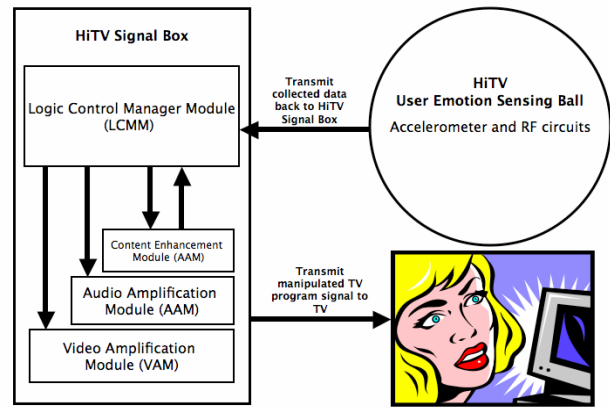 HiTV Signal Box
Logic Control Manager Module
(LCMM)
Content Enhancement
Module (AAM)
Audio Amplification
Module (AAM)
Video Amplification
Module (VAM)
Transmit
collected data
back to HiTV
Signal Box
HiTV
User Emotion Sensing Ball
Accelerometer and RF circuits
Transmit
manipulated TV
program signal to
TV